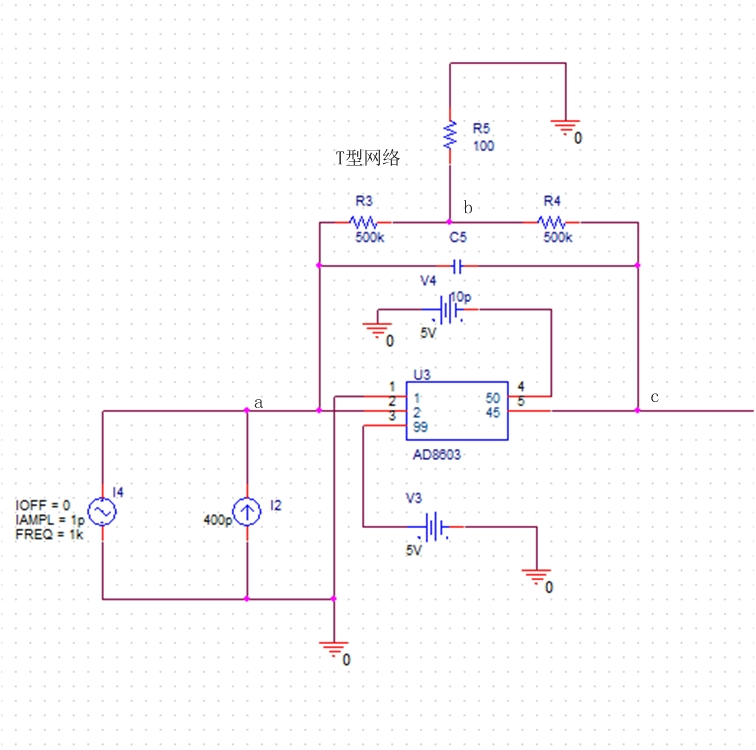 R5
100
0
T型网络
R3
500k
b
R4
500k
C5
10p
V4
5V
0
U3
1
2
3
1
2
99
50
45
4
5
AD8603
a
c
I4
IOFF = 0
IAMPL = 1p
FREQ = 1k
400p
I2
V3
5V
0
0